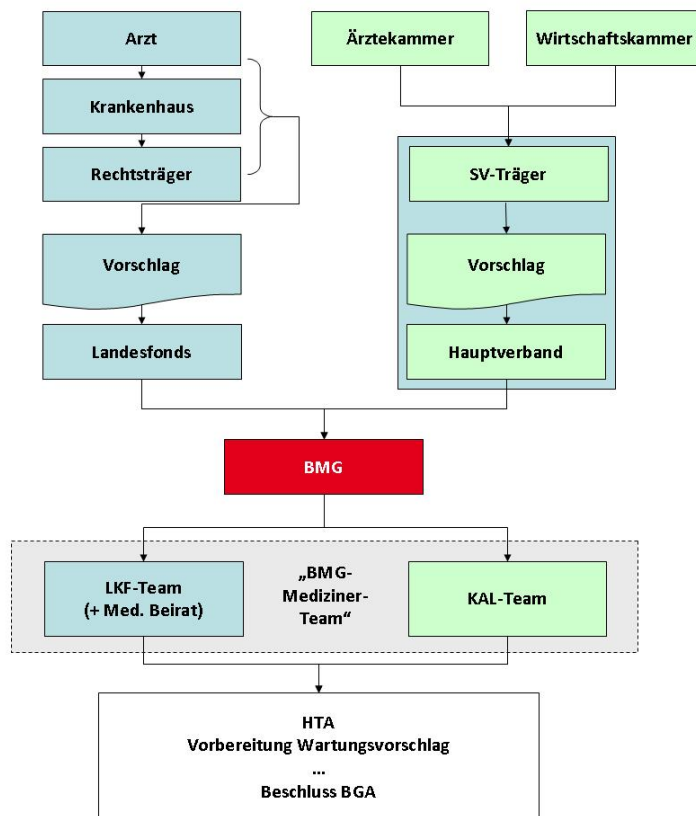 Arzt
Krankenhaus
Rechtsträger
Vorschlag
Landesfonds
Ärztekammer
Wirtschaftskammer
SV-Träger
Vorschlag
Hauptverband
BMG
LKF-Team
(+ Med. Beirat)
„BMG-
Mediziner-
Team“
KAL-Team
HTA
Vorbereitung Wartungsvorschlag
...
Beschluss BGA